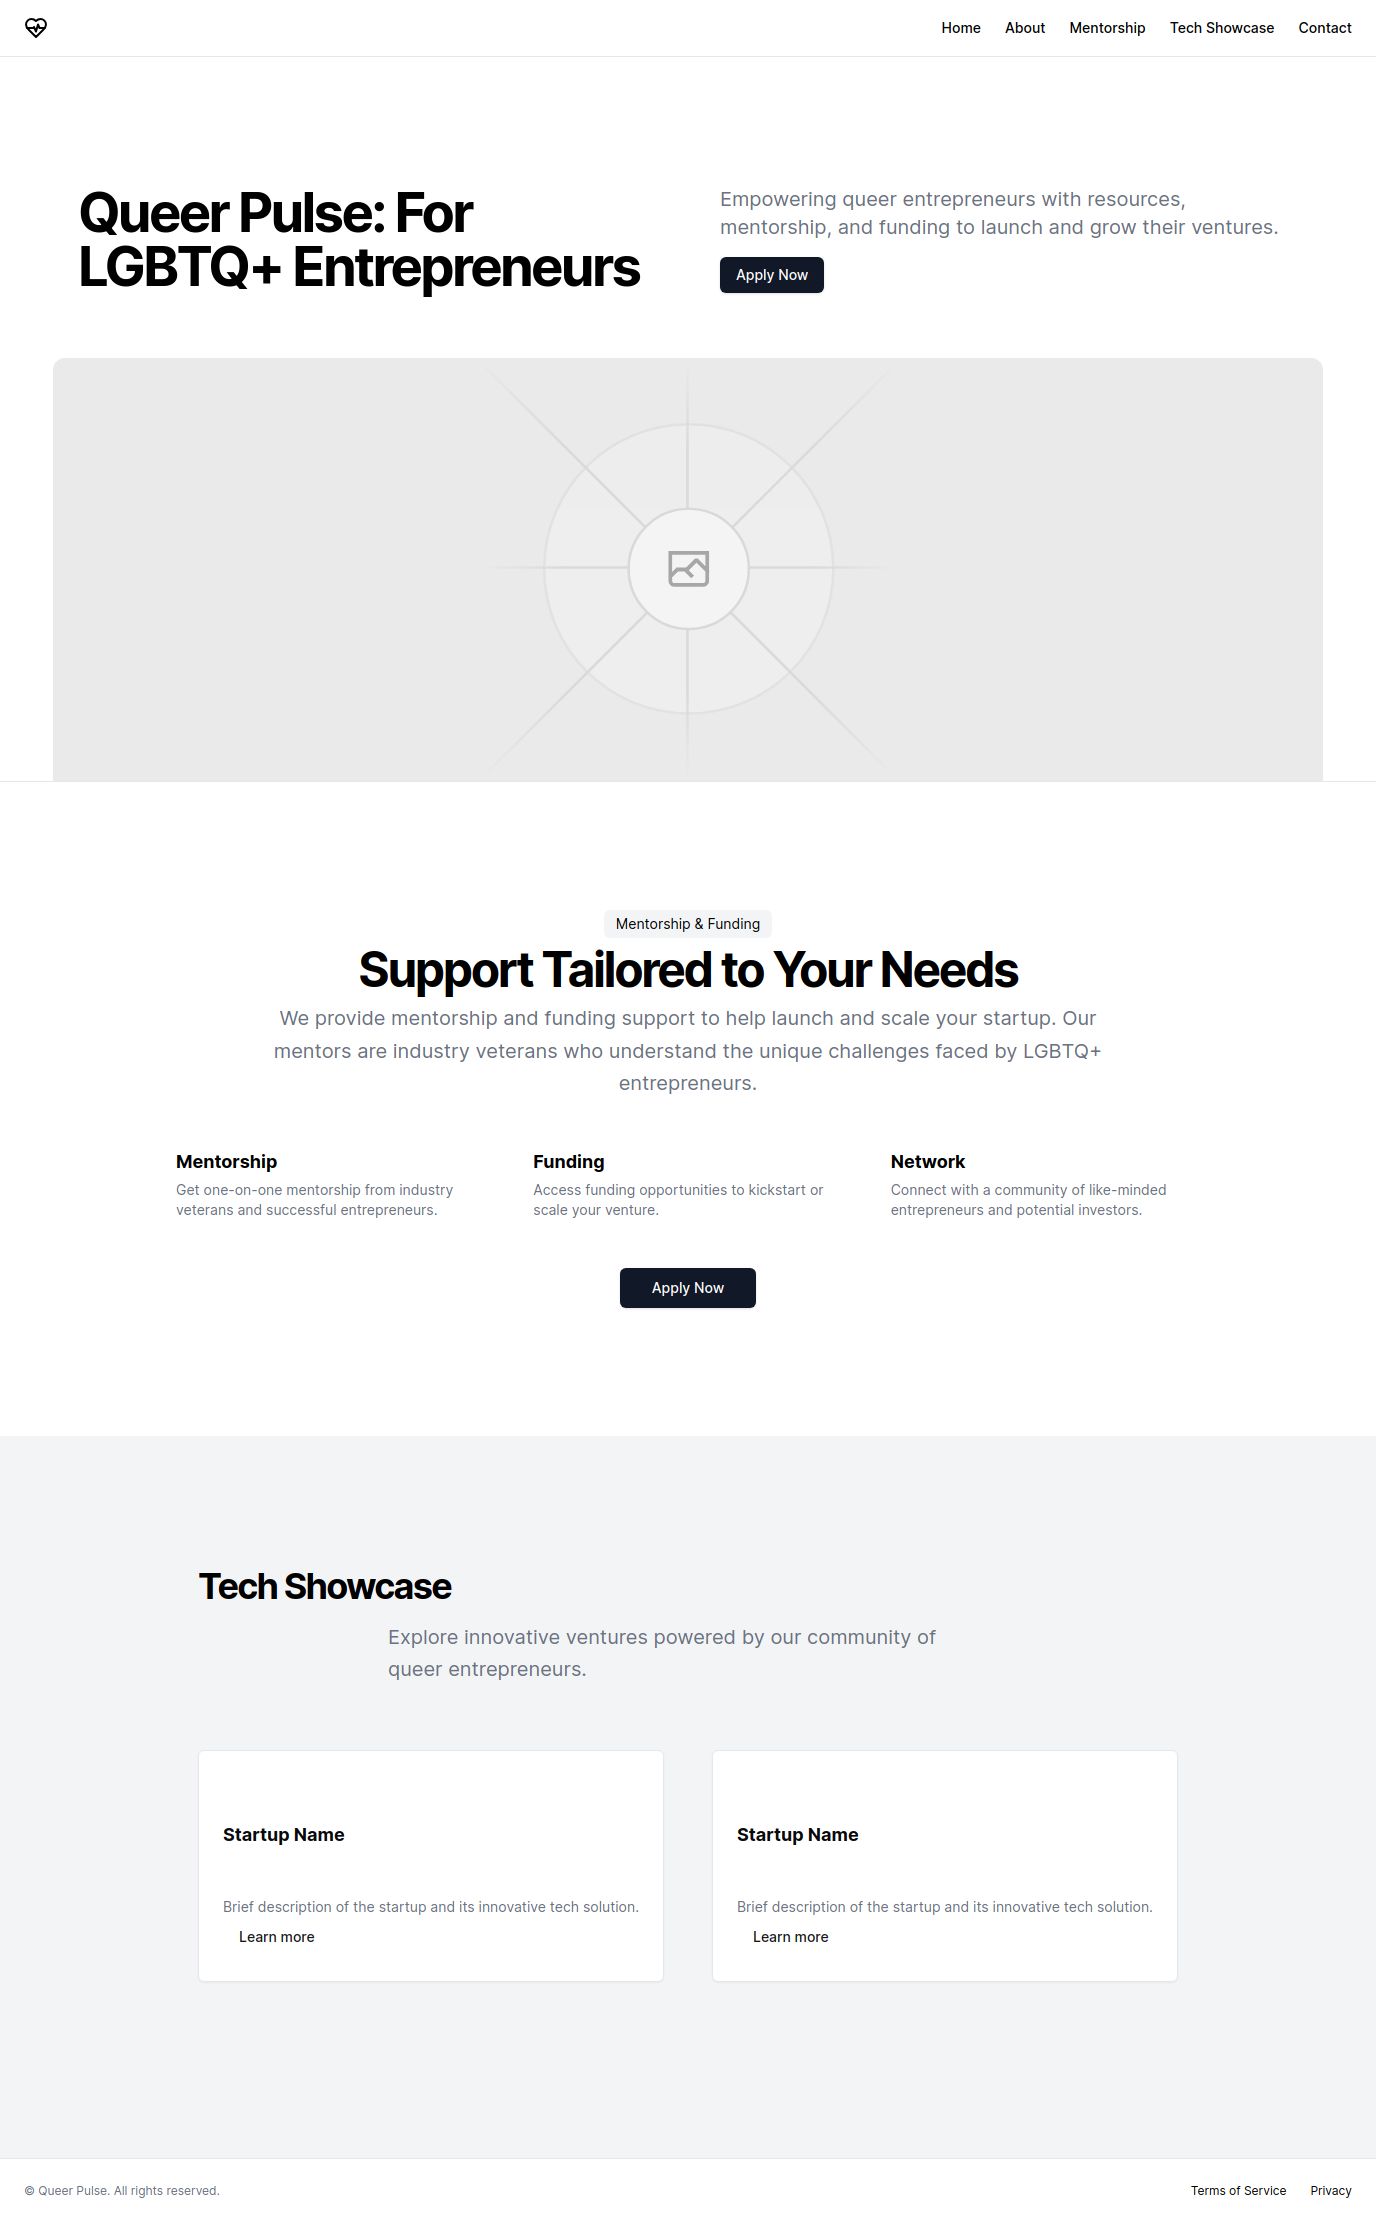 Home About Mentorship Tech Showcase Contact
Queer Pulse: For
LGBTQ+ Entrepreneurs
Empowering queer entrepreneurs with resources,
mentorship, and funding to launch and grow their ventures.
Apply Now
Mentorship & Funding
Support Tailored to Your Needs
We provide mentorship and funding support to help launch and scale your startup. Our
mentors are industry veterans who understand the unique challenges faced by LGBTQ+
entrepreneurs.
Mentorship
Get one-on-one mentorship from industry
veterans and successful entrepreneurs.
Funding
Access funding opportunities to kickstart or
scale your venture.
Network
Connect with a community of like-minded
entrepreneurs and potential investors.
Apply Now
Tech Showcase
Explore innovative ventures powered by our community of
queer entrepreneurs.
Startup Name
Brief description of the startup and its innovative tech solution.
Learn more
Startup Name
Brief description of the startup and its innovative tech solution.
Learn more
© Queer Pulse. All rights reserved.
Terms of Service Privacy